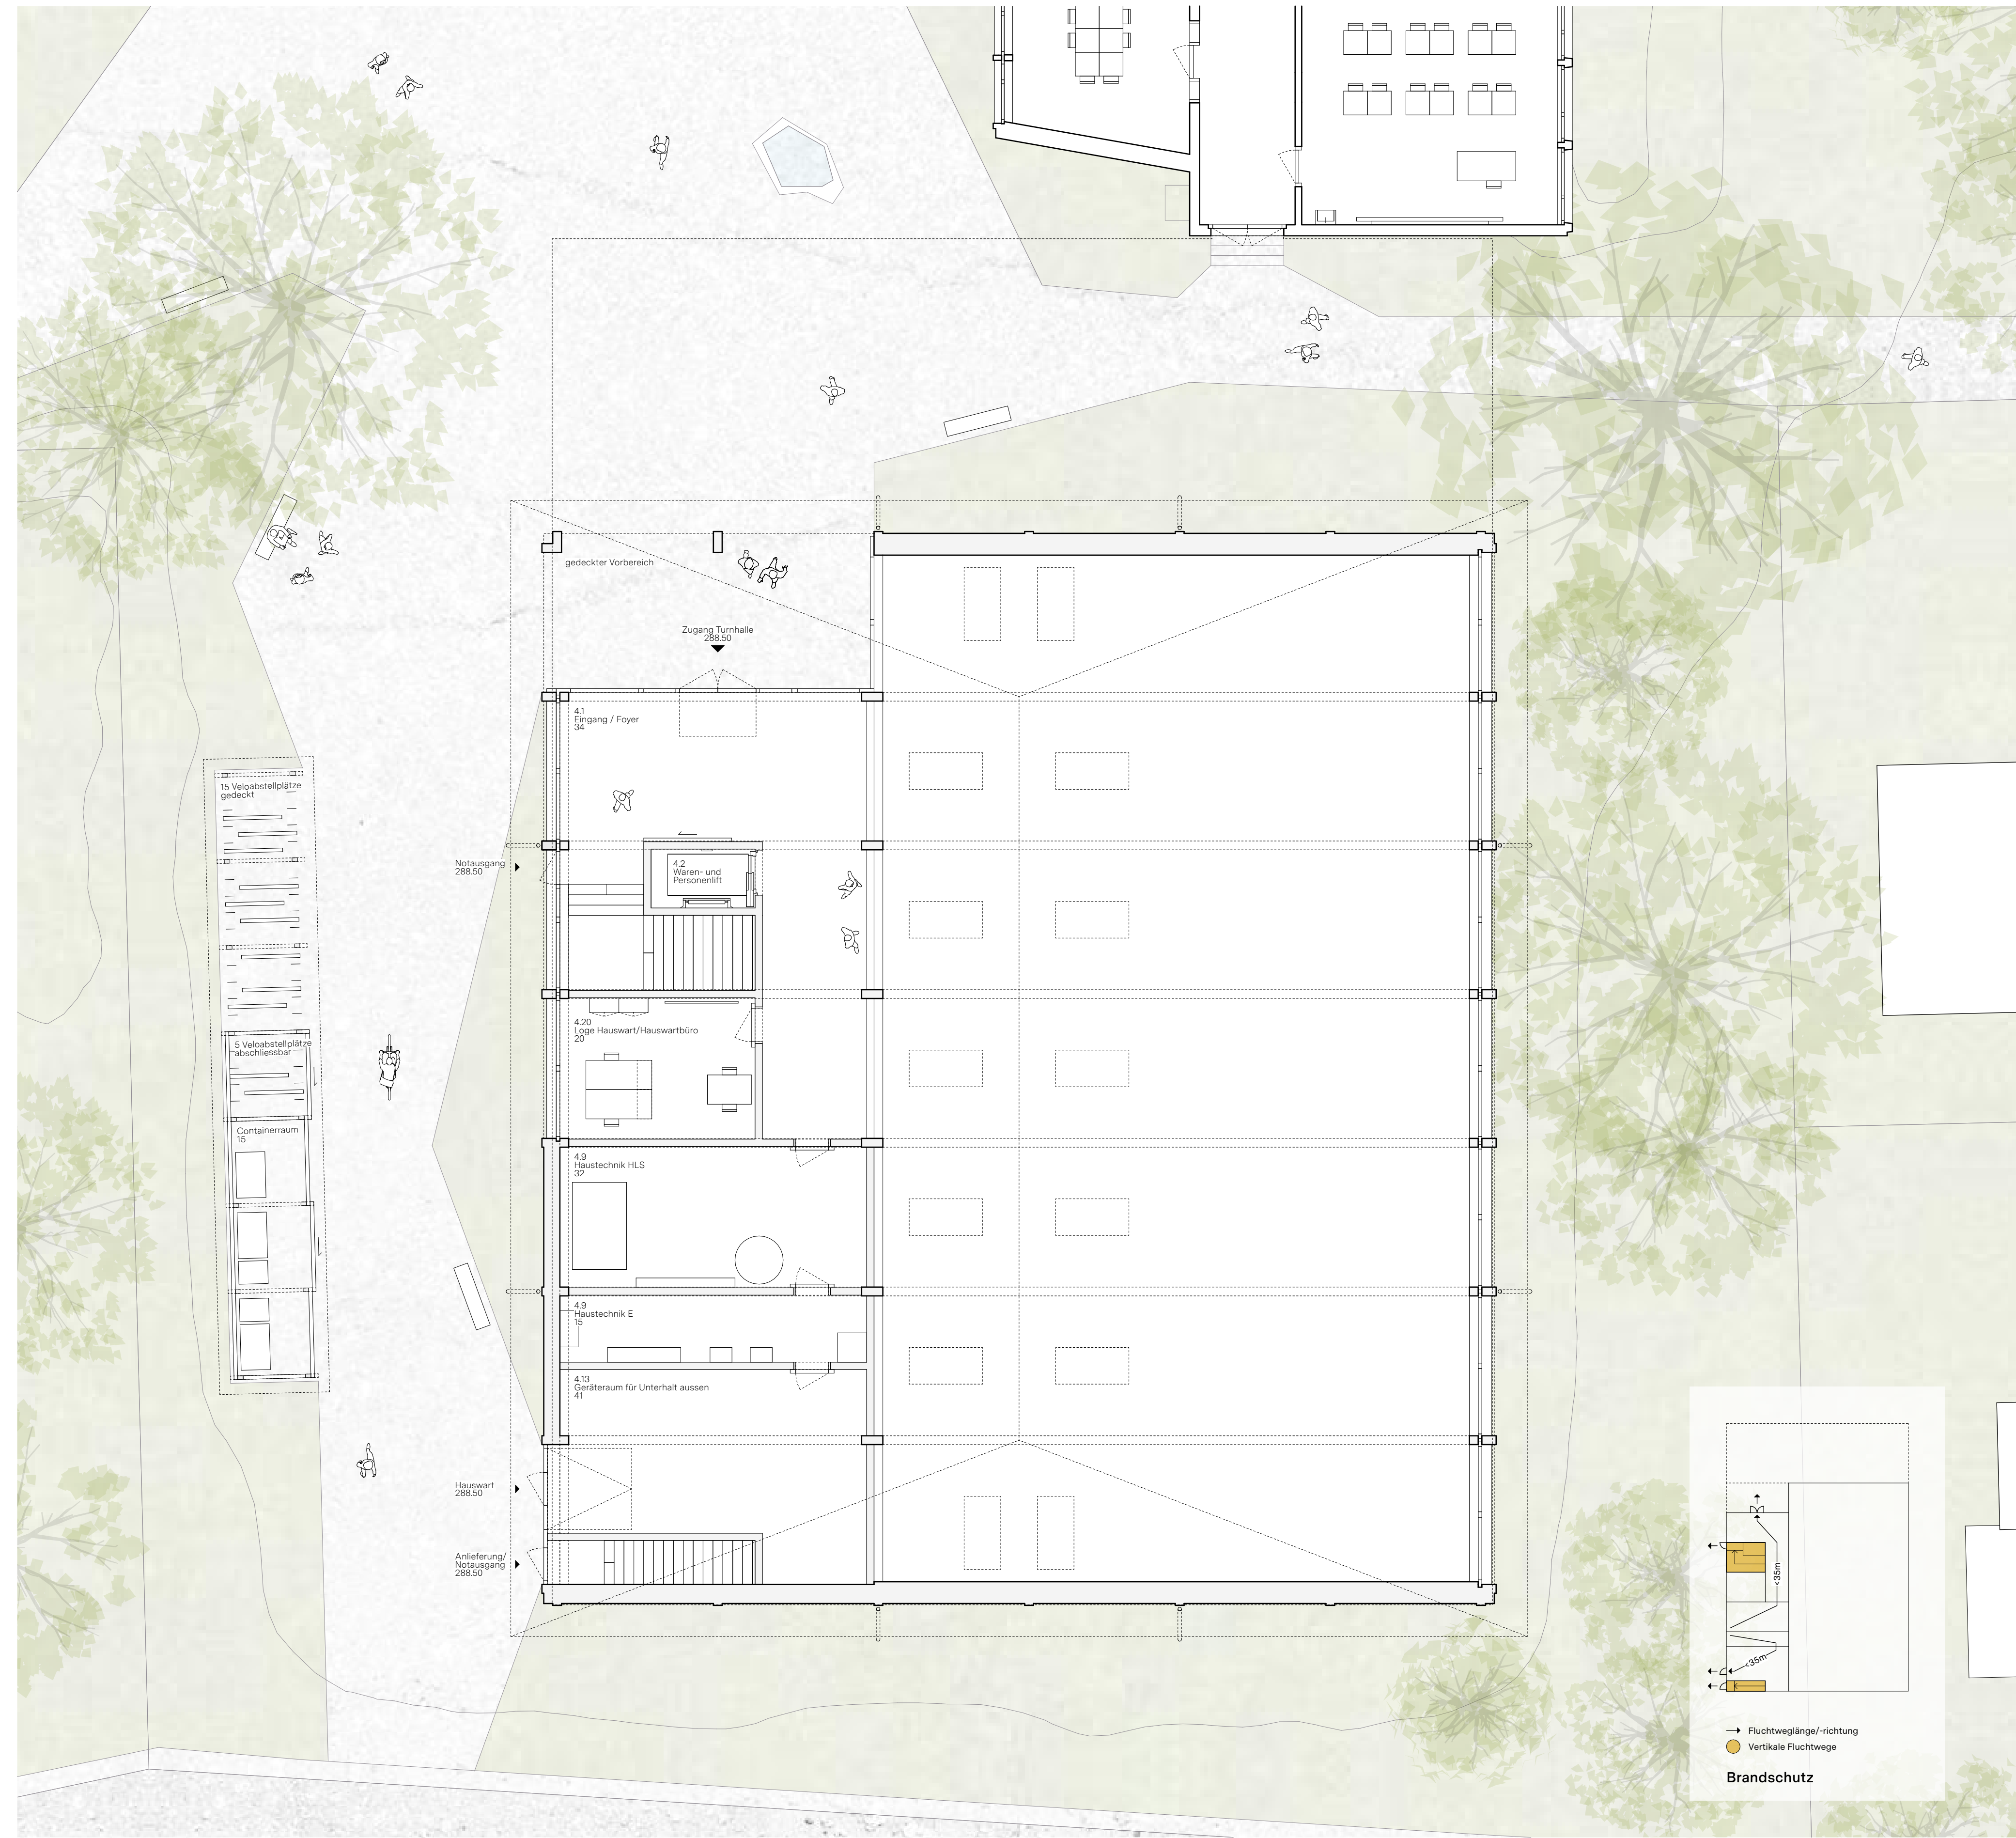 gedeckter Vorbereich
Zugang Turnhalle
288.50
4.1
Eingang / Foyer
34
15 Veloabstellplätze
gedeckt
Notausgang
288.50
4.2
Waren- und
Personenlift
4.20
Loge Hauswart/Hauswartbüro
20
5 Veloabstellplätze
abschliessbar
Containerraum
15
4.9
Haustechnik HLS
32
4.9
Haustechnik E
15
4.13
Geräteraum für Unterhalt aussen
41
Hauswart
288.50
Anlieferung/
Notausgang
288.50
<35m
<35m
Fluchtweglänge/-richtung
Vertikale Fluchtwege
Brandschutz